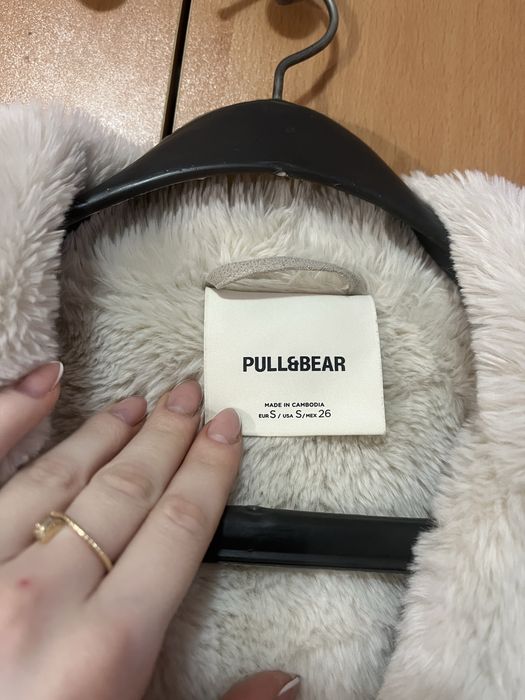 PULL&BEAR
MADE IN CAMBODIA
EUR S / USA S / MEX 26